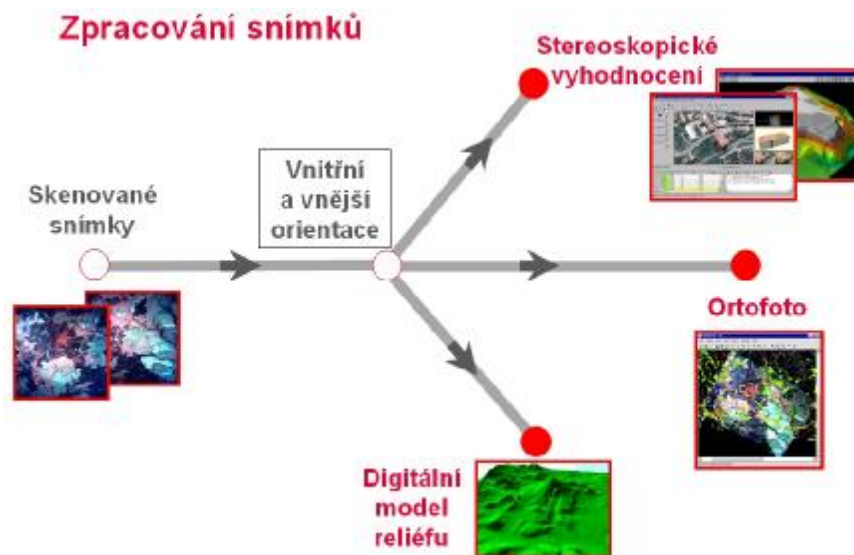 Zpracování snímků
Stereoskopické
vyhodnocení
Vnitřní
a vnější
orientace
Skenované
snímky
Ortofoto
Digitální
model
reliéfu